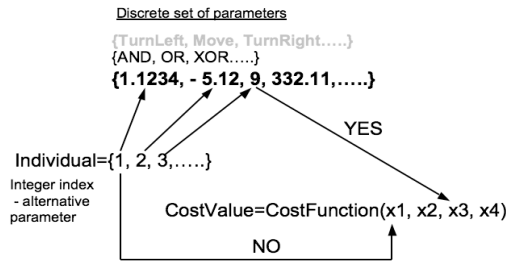 Discrete set of parameters
{TurnLeft, Move, TurnRight.....}
{AND, OR, XOR.....}
{1.1234, - 5.12, 9, 332.11,.....}
YES
Individual={1, 2, 3,.....}
Integer index
- alternative
parameter
CostValue=CostFunction(x1, x2, x3, x4)
NO